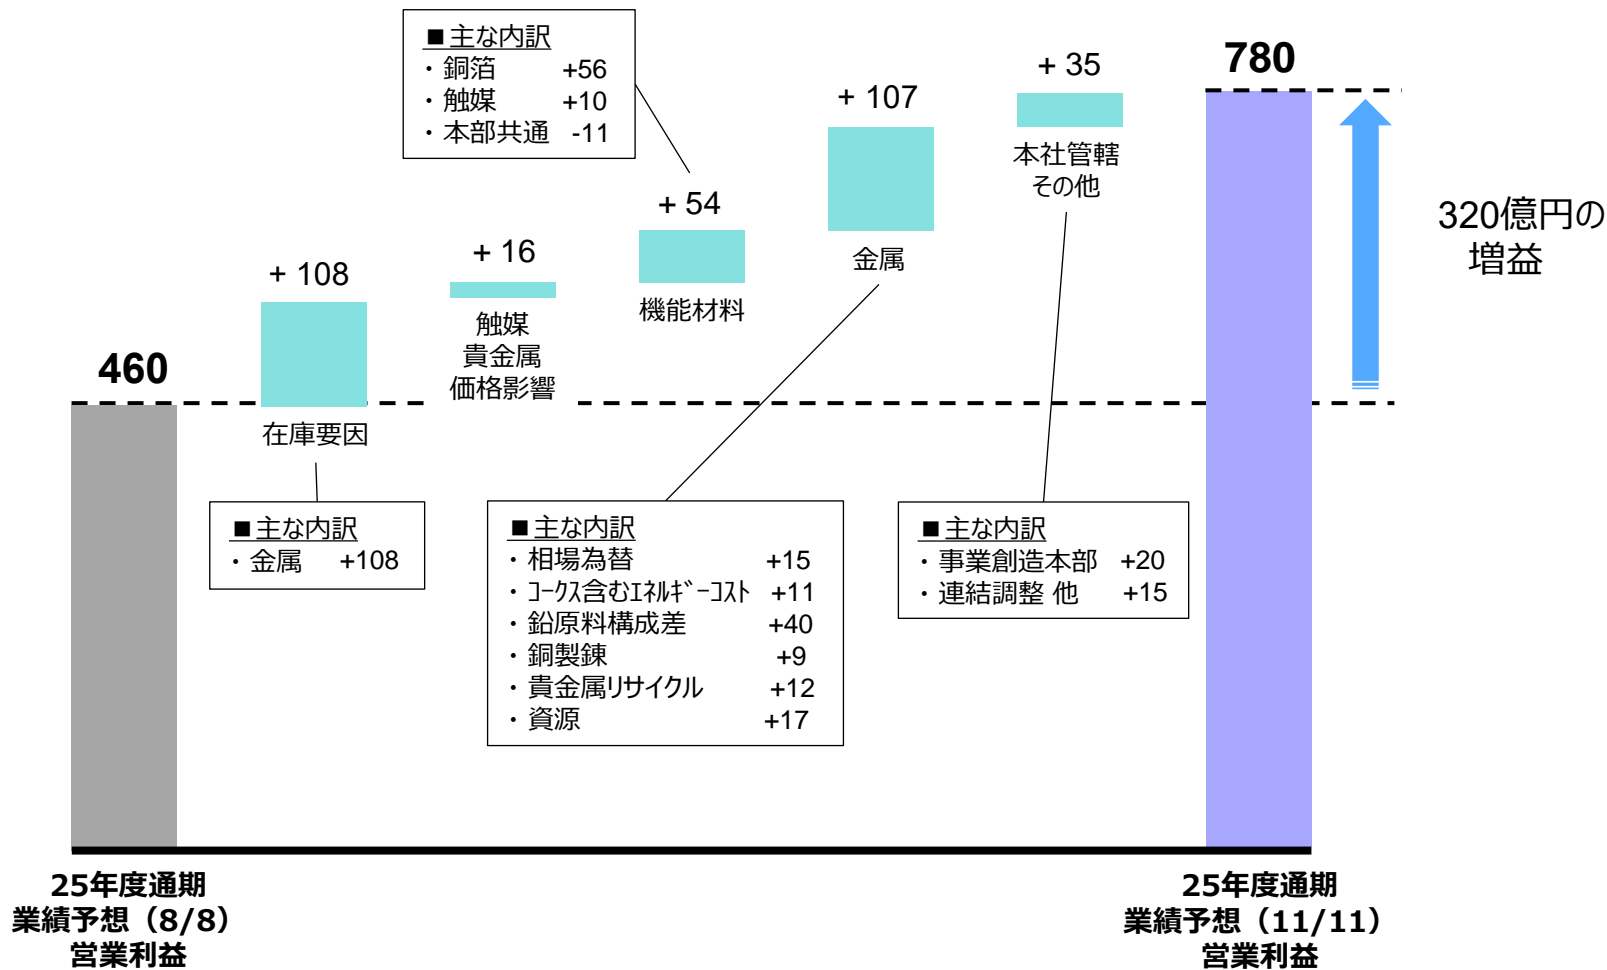 ■主な内訳
・銅箔 +56
・触媒 +10
・本部共通 -11
780
+ 35
+ 107
本社管轄
その他
+ 54
320億円の
増益
+ 16
金属
+ 108
機能材料
触媒
貴金属
価格影響
460
在庫要因
■主な内訳
・金属 +108
■主な内訳
・相場為替 +15
・ｺｰｸｽ含むｴﾈﾙｷﾞｰｺｽﾄ +11
・鉛原料構成差 +40
・銅製錬 +9
・貴金属リサイクル +12
・資源 +17
■主な内訳
・事業創造本部 +20
・連結調整 他 +15
25年度通期
業績予想（8/8）
営業利益
25年度通期
業績予想（11/11）
営業利益